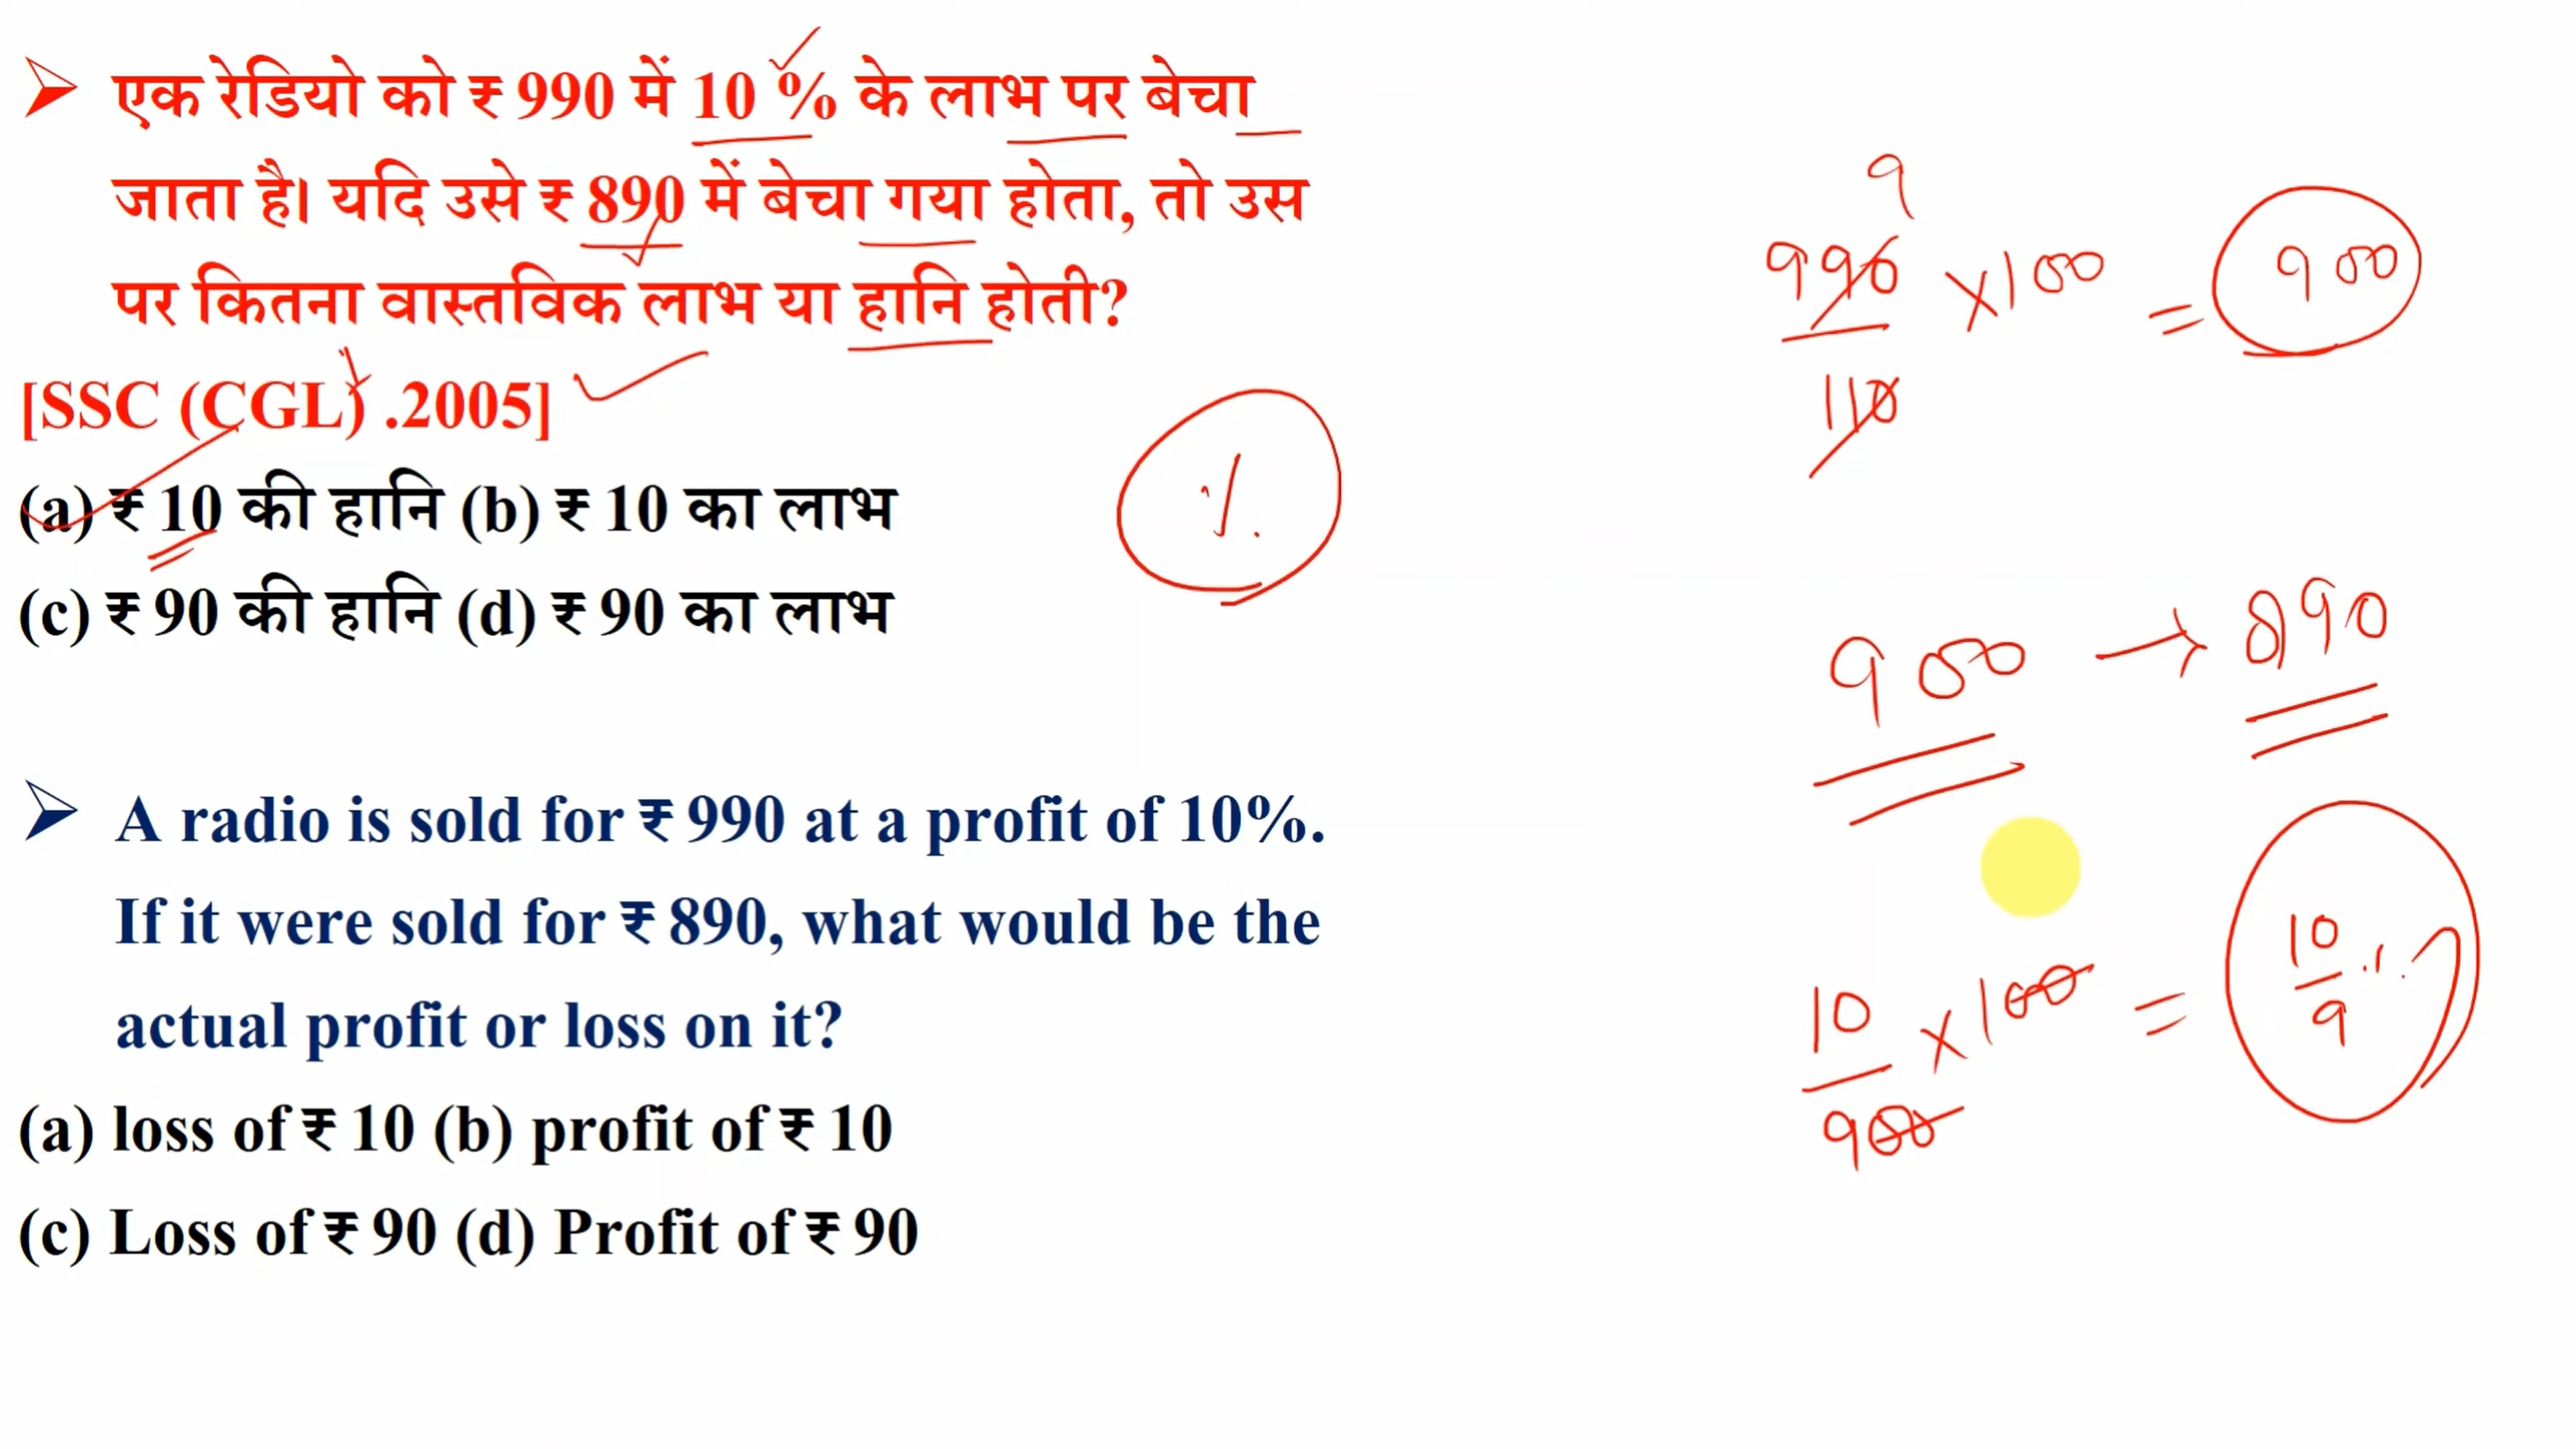 एक रेडियो को ₹ 990 में 10 % के लाभ पर बेचा
जाता है। यदि उसे ₹ 890 में बेचा गया होता, तो उस
पर कितना वास्तविक लाभ या हानि होती?
[SSC (CGL) .2005]
(a) ₹ 10 की हानि (b) ₹ 10 का लाभ
(c) ₹ 90 की हानि (d) ₹ 90 का लाभ
A radio is sold for ₹ 990 at a profit of 10%.
If it were sold for ₹ 890, what would be the
actual profit or loss on it?
(a) loss of ₹ 10 (b) profit of ₹ 10
(c) Loss of ₹ 90 (d) Profit of ₹ 90
%
9
990 ×100 = 900
110
900 → 890
10 ×100 = 10 %
900 9